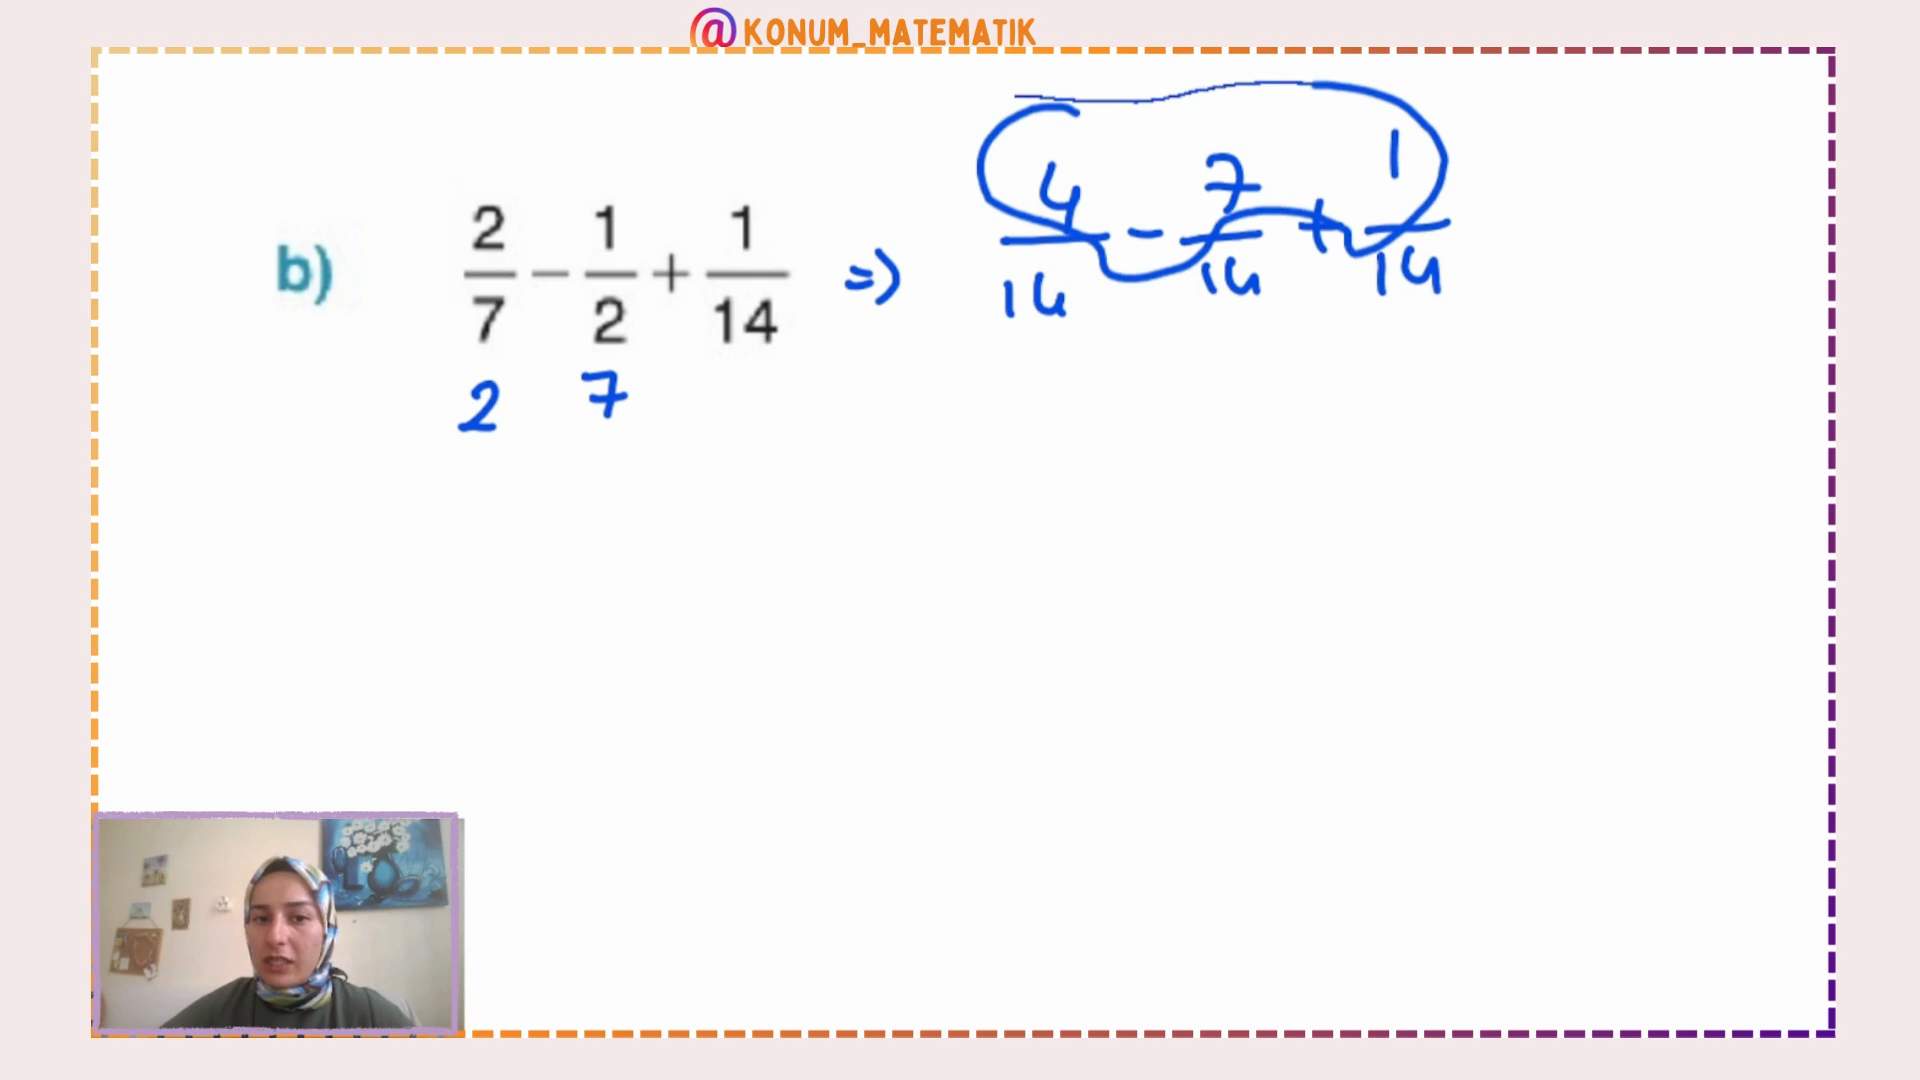 @KONUM_MATEMATIK
b) 2/7 − 1/2 + 1/14 => 4/14 - 7/14 + 1/14
2 7